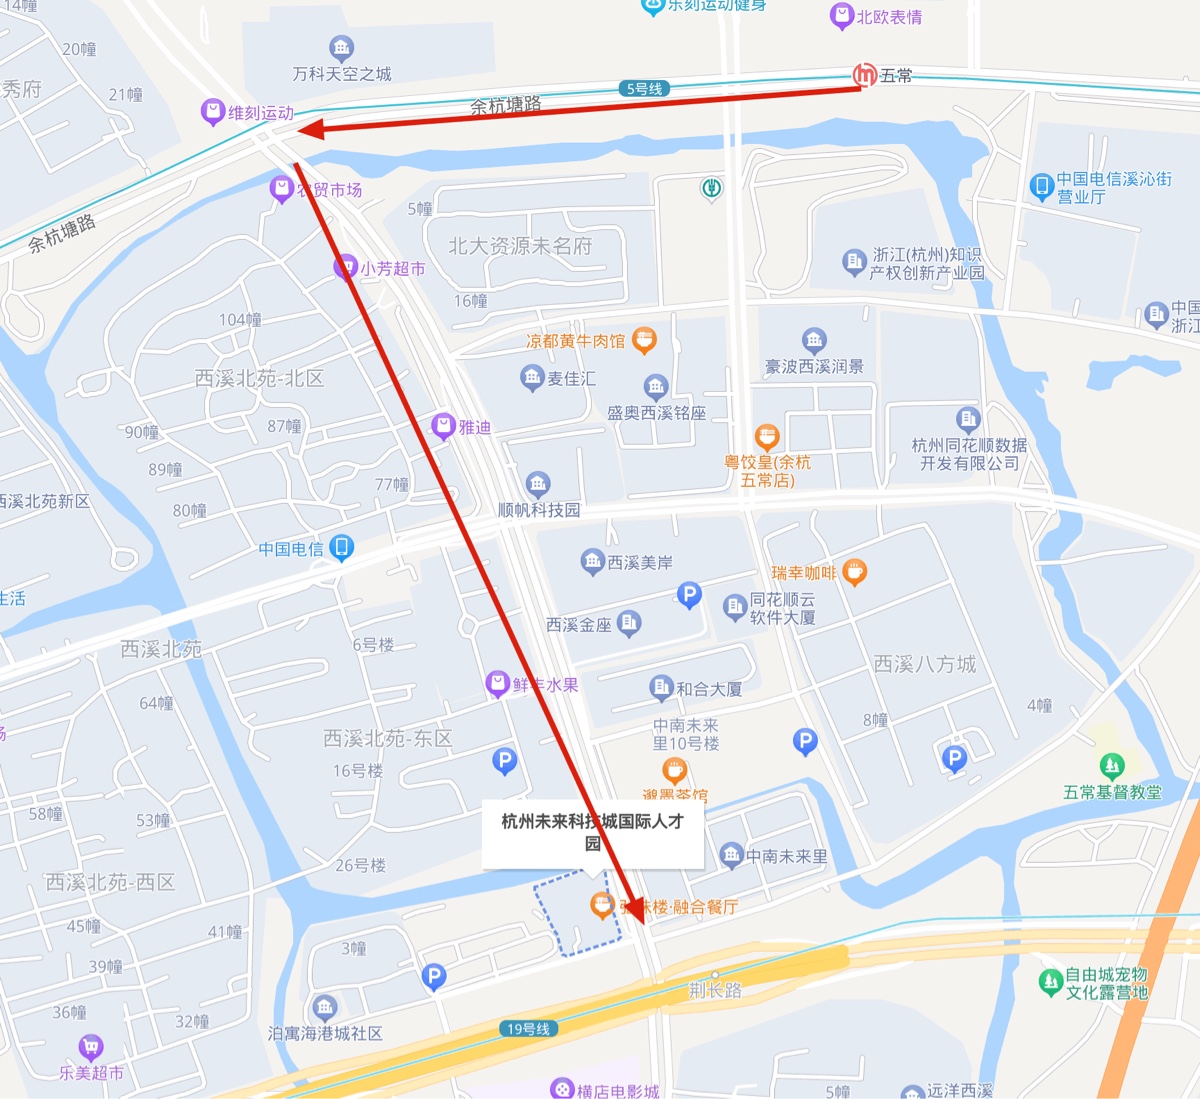 14幢
乐刻运动健身
北欧表情
20幢
万科天空之城
秀府
21幢
5号线
五常
维刻运动
余杭塘路
农贸市场
中国电信溪沁街
营业厅
5幢
余杭塘路
北大资源未名府
小芳超市
浙江(杭州)知识
产权创新产业园
16幢
中国
浙江
104幢
凉都黄牛肉馆
豪波西溪润景
西溪北苑-北区
麦佳汇
盛奥西溪铭座
90幢
87幢
雅迪
杭州同花顺数据
开发有限公司
粤饺皇(余杭
五常店)
89幢
77幢
西溪北苑新区
80幢
顺帆科技园
中国电信
西溪美岸
瑞幸咖啡
生活
同花顺云
软件大厦
西溪金座
西溪北苑
6号楼
西溪八方城
鲜丰水果
和合大厦
64幢
4幢
中南未来
里10号楼
8幢
场
西溪北苑-东区
16号楼
邂墨茶馆
五常基督教堂
58幢
53幢
杭州未来科技城国际人才
园
中南未来里
26号楼
西溪北苑-西区
张妹楼·融合餐厅
45幢
41幢
3幢
39幢
荆长路
自由城宠物
文化露营地
36幢
32幢
泊寓海港城社区
19号线
乐美超市
横店电影城
5幢
远洋西溪